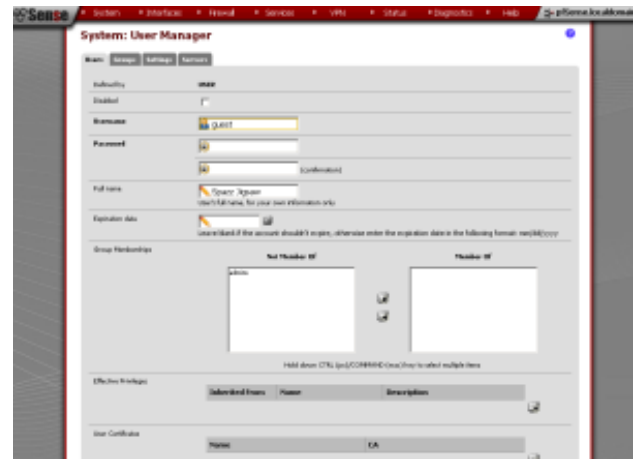 Sense
System Interfaces Firewall Services VPN Status Diagnostics Help pfSense.localdomain
System: User Manager
Users Groups Settings Servers
Defined by USER
Disabled
Username guest
Password
(confirmation)
Full name Space Jigsaw
User's full name, for your own information only
Expiration date
Leave blank if the account shouldn't expire, otherwise enter the expiration date in the following format: mm/dd/yyyy
Group Memberships
Not Member Of Member Of
admins
Hold down CTRL (pc)/COMMAND (mac) key to select multiple items
Effective Privileges
Inherited From Name Description
User Certificates
Name CA